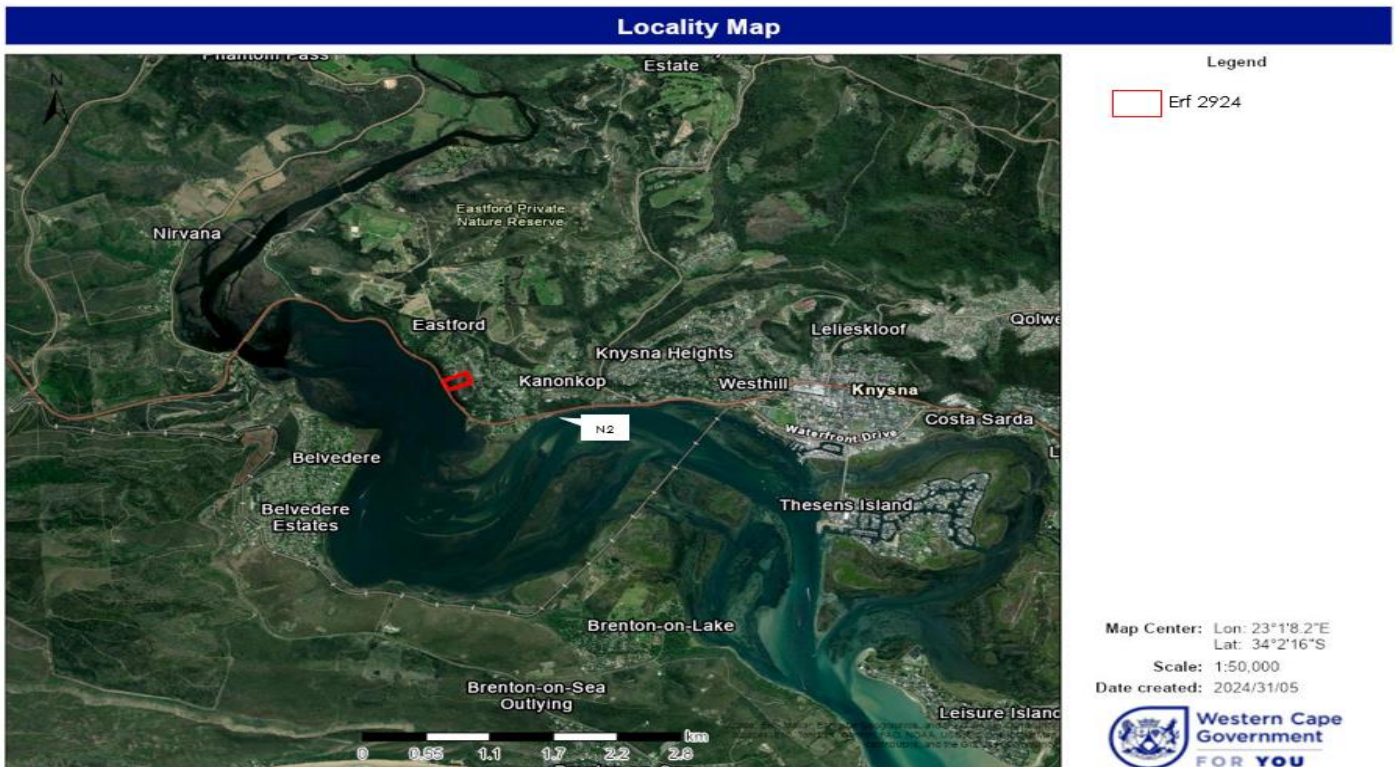 Locality Map
Phantom Pass
Estate
N
Eastford Private
Nature Reserve
Nirvana
Eastford
Lelieskloof
Qolwe
Knysna Heights
Kanonkop
Westhill
Knysna
N2
Costa Sarda
Waterfront Drive
Belvedere
Belvedere
Estates
Thesens Island
Brenton-on-Lake
Brenton-on-Sea
Outlying
Leisure Island
km
0 0.55 1.1 1.7 2.2 2.8
Legend
Erf 2924
Map Center: Lon: 23°1'8.2"E
Lat: 34°2'16"S
Scale: 1:50,000
Date created: 2024/31/05
Western Cape
Government
FOR YOU